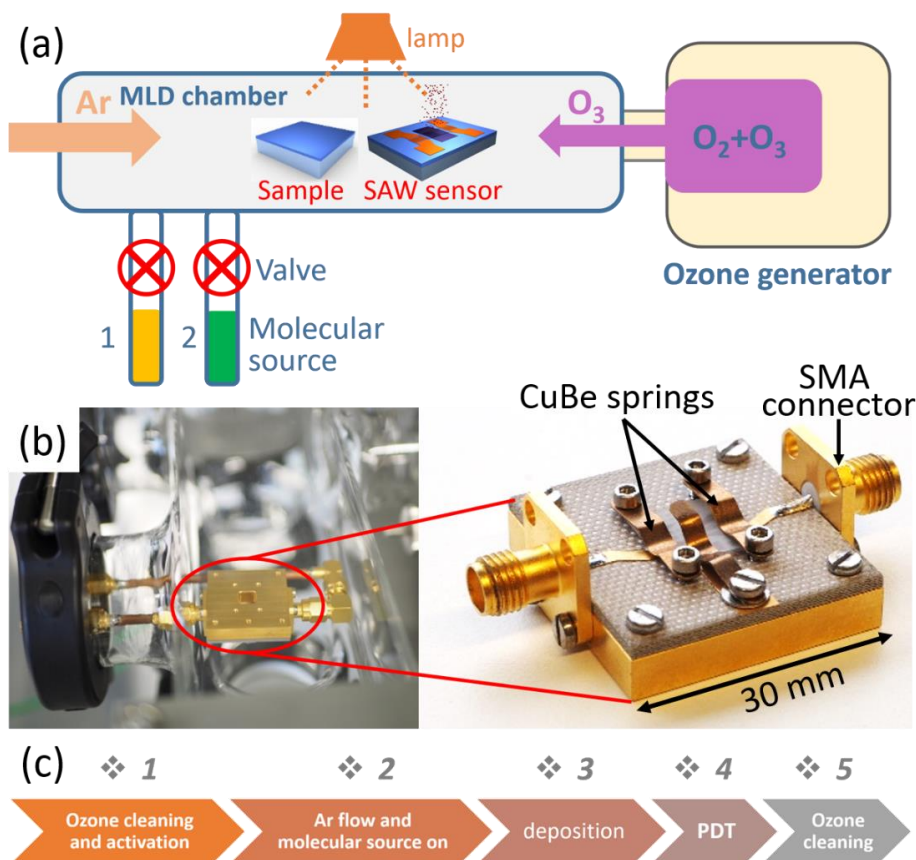 (a)
lamp
Ar MLD chamber
O₃
O₂+O₃
Sample SAW sensor
Valve
Ozone generator
1 2 Molecular
source
(b)
CuBe springs
SMA
connector
30 mm
(c)
❖ 1 ❖ 2 ❖ 3 ❖ 4 ❖ 5
Ozone cleaning
and activation
Ar flow and
molecular source on
deposition
PDT
Ozone
cleaning